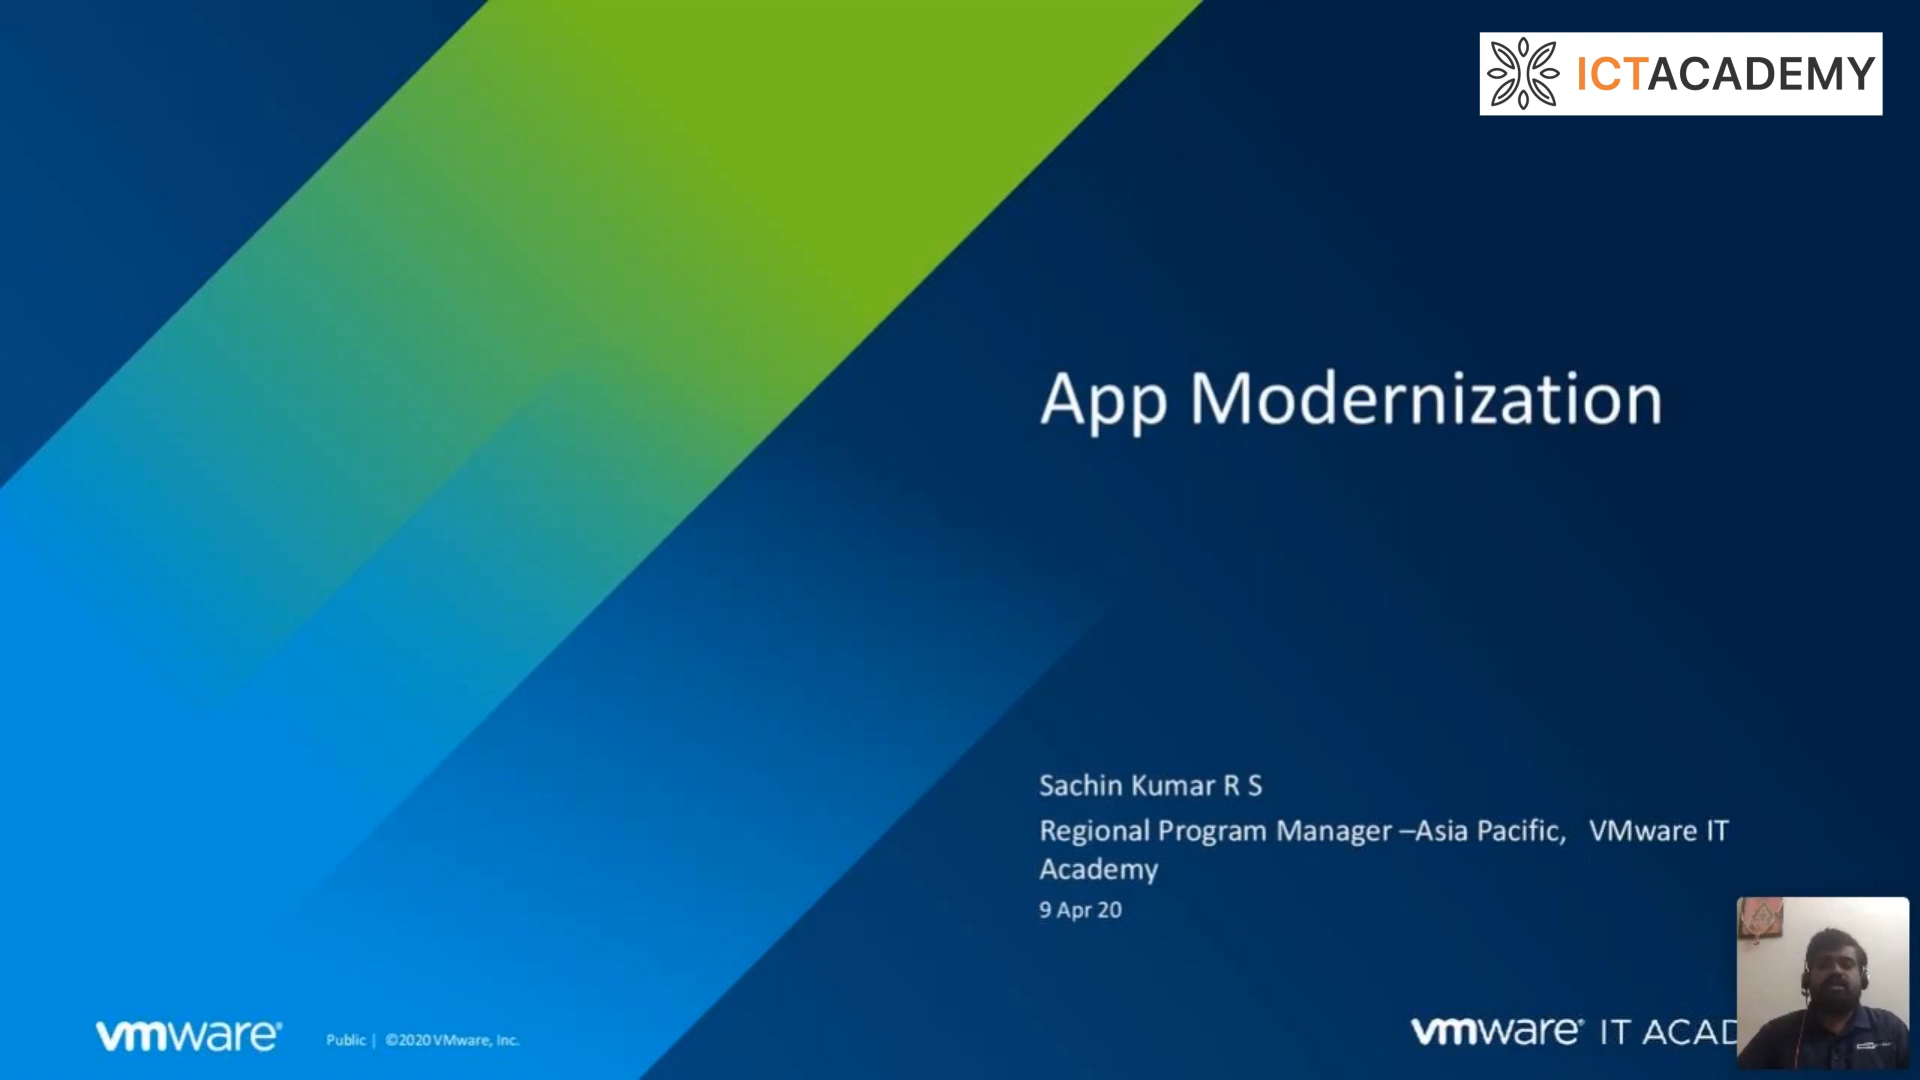 ICTACADEMY
App Modernization
Sachin Kumar R S
Regional Program Manager –Asia Pacific, VMware IT
Academy
9 Apr 20
vmware®
Public | ©2020 VMware, Inc.
vmware® IT ACAD